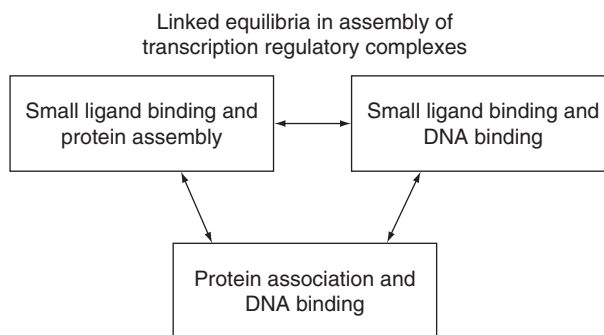 Linked equilibria in assembly of
transcription regulatory complexes
Small ligand binding and
protein assembly
Small ligand binding and
DNA binding
Protein association and
DNA binding